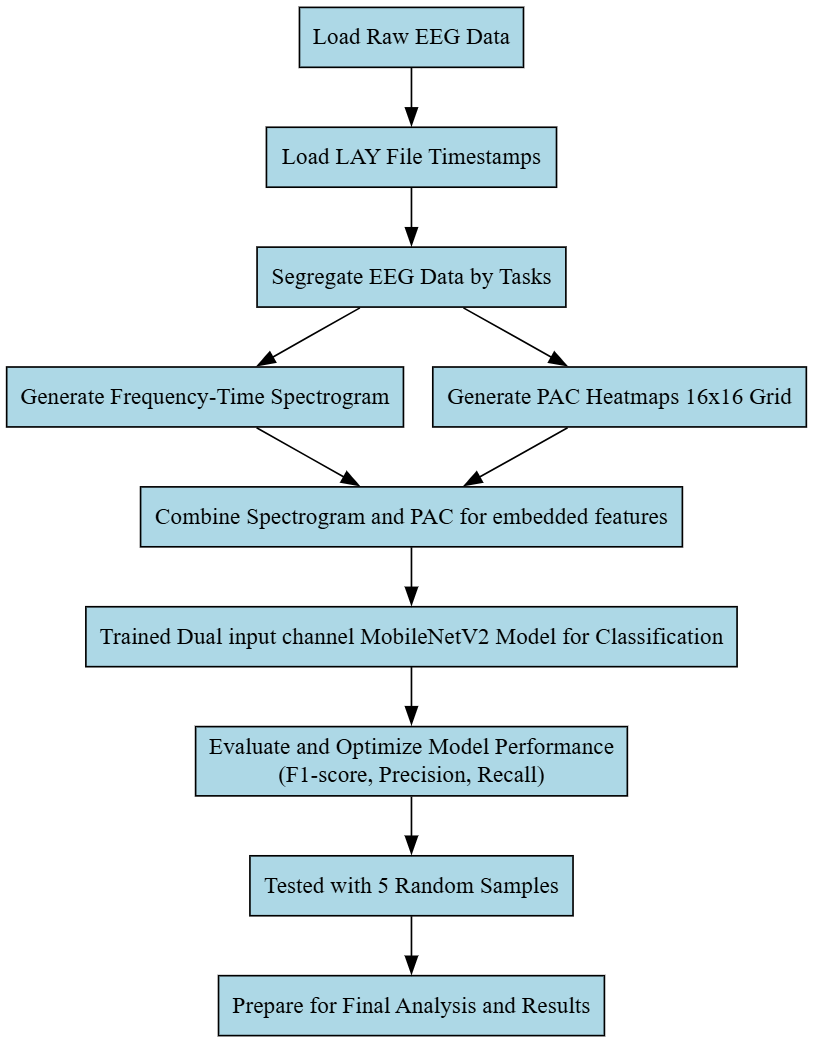 Load Raw EEG Data
Load LAY File Timestamps
Segregate EEG Data by Tasks
Generate Frequency-Time Spectrogram
Generate PAC Heatmaps 16x16 Grid
Combine Spectrogram and PAC for embedded features
Trained Dual input channel MobileNetV2 Model for Classification
Evaluate and Optimize Model Performance
(F1-score, Precision, Recall)
Tested with 5 Random Samples
Prepare for Final Analysis and Results